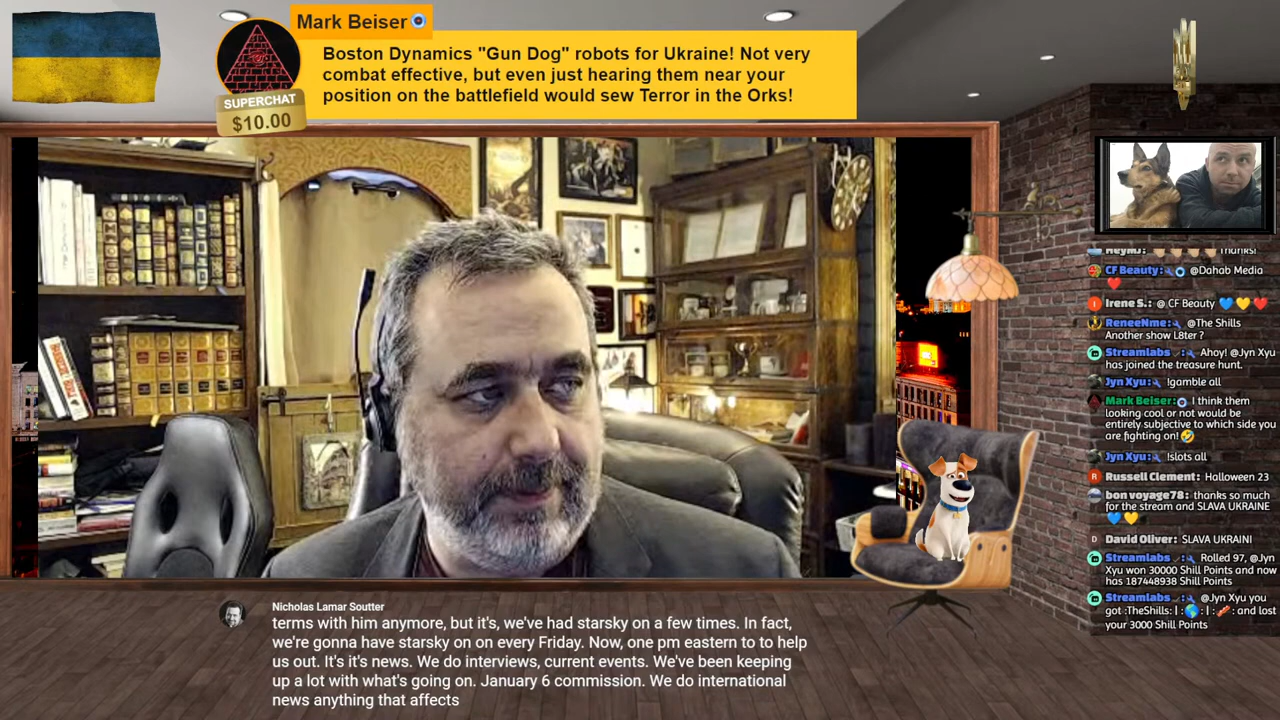 Mark Beiser
Boston Dynamics "Gun Dog" robots for Ukraine! Not very
combat effective, but even just hearing them near your
position on the battlefield would sew Terror in the Orks!
SUPERCHAT
$10.00
HeyMJ: Thanks!
CF Beauty: @Dahab Media
Irene S.: @ CF Beauty
ReneeNme: @The Shills
Another show L8ter ?
Streamlabs : Ahoy! @Jyn Xyu
has joined the treasure hunt.
Jyn Xyu: !gamble all
Mark Beiser: I think them
looking cool or not would be
entirely subjective to which side you
are fighting on!
Jyn Xyu: !slots all
Russell Clement: Halloween 23
bon voyage78: thanks so much
for the stream and SLAVA UKRAINE
David Oliver: SLAVA UKRAINI
Streamlabs : Rolled 97, @Jyn
Xyu won 30000 Shill Points and now
has 187448938 Shill Points
Streamlabs : @Jyn Xyu you
got :TheShills: | : | : and lost
your 3000 Shill Points
Nicholas Lamar Soutter
terms with him anymore, but it's, we've had starsky on a few times. In fact,
we're gonna have starsky on on every Friday. Now, one pm eastern to to help
us out. It's it's news. We do interviews, current events. We've been keeping
up a lot with what's going on. January 6 commission. We do international
news anything that affects